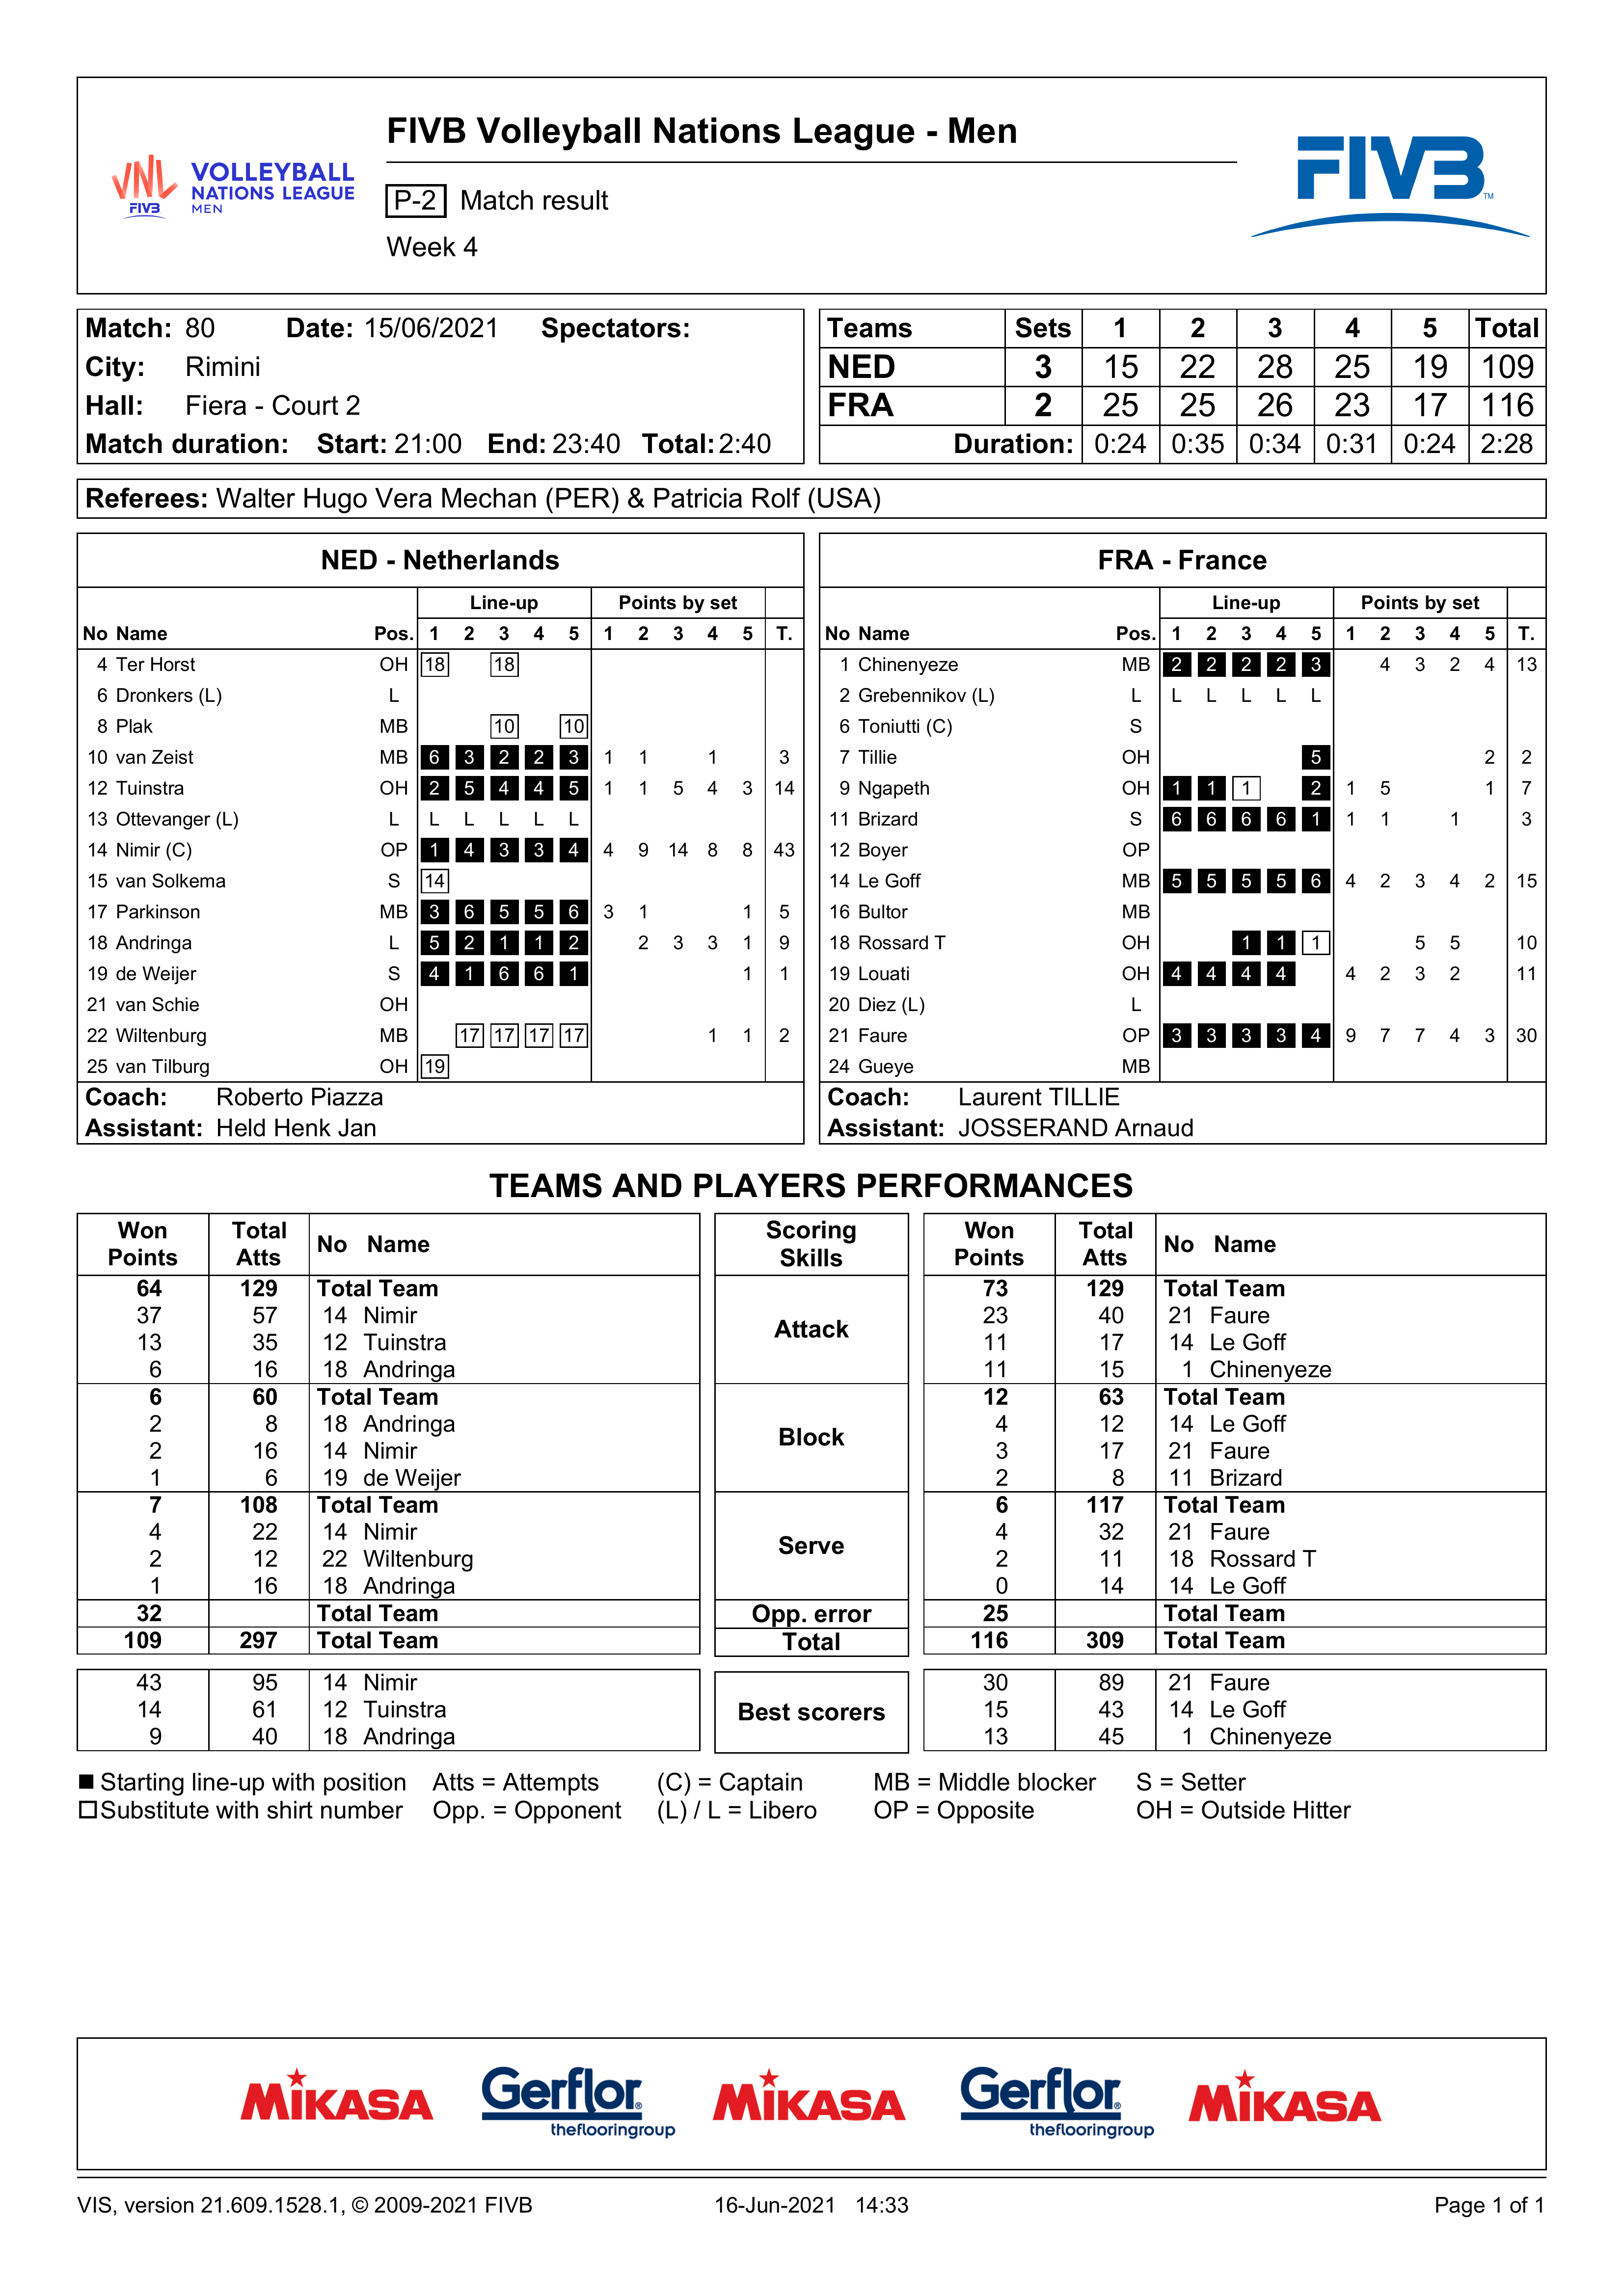 FIVB Volleyball Nations League - Men
VNL FIVB
VOLLEYBALL
NATIONS LEAGUE
MEN
P-2 Match result
Week 4
FIVB TM
Match: 80 Date: 15/06/2021 Spectators:
City: Rimini
Hall: Fiera - Court 2
Match duration: Start: 21:00 End: 23:40 Total: 2:40
Teams Sets 1 2 3 4 5 Total
NED 3 15 22 28 25 19 109
FRA 2 25 25 26 23 17 116
Duration: 0:24 0:35 0:34 0:31 0:24 2:28
Referees: Walter Hugo Vera Mechan (PER) & Patricia Rolf (USA)
NED - Netherlands
Line-up Points by set
No Name Pos. 1 2 3 4 5 1 2 3 4 5 T.
4 Ter Horst OH 18 18
6 Dronkers (L) L
8 Plak MB 10 10
10 van Zeist MB 6 3 2 2 3 1 1 1 3
12 Tuinstra OH 2 5 4 4 5 1 1 5 4 3 14
13 Ottevanger (L) L L L L L L
14 Nimir (C) OP 1 4 3 3 4 4 9 14 8 8 43
15 van Solkema S 14
17 Parkinson MB 3 6 5 5 6 3 1 1 5
18 Andringa L 5 2 1 1 2 2 3 3 1 9
19 de Weijer S 4 1 6 6 1 1 1
21 van Schie OH
22 Wiltenburg MB 17 17 17 17 1 1 2
25 van Tilburg OH 19
Coach: Roberto Piazza
Assistant: Held Henk Jan
FRA - France
Line-up Points by set
No Name Pos. 1 2 3 4 5 1 2 3 4 5 T.
1 Chinenyeze MB 2 2 2 2 3 4 3 2 4 13
2 Grebennikov (L) L L L L L L
6 Toniutti (C) S
7 Tillie OH 5 2 2
9 Ngapeth OH 1 1 1 2 1 5 1 7
11 Brizard S 6 6 6 6 1 1 1 1 3
12 Boyer OP
14 Le Goff MB 5 5 5 5 6 4 2 3 4 2 15
16 Bultor MB
18 Rossard T OH 1 1 1 5 5 10
19 Louati OH 4 4 4 4 4 2 3 2 11
20 Diez (L) L
21 Faure OP 3 3 3 3 4 9 7 7 4 3 30
24 Gueye MB
Coach: Laurent TILLIE
Assistant: JOSSERAND Arnaud
TEAMS AND PLAYERS PERFORMANCES
Won Points Total Atts No Name Scoring Skills Won Points Total Atts No Name
64 129 Total Team Attack 73 129 Total Team
37 57 14 Nimir 23 40 21 Faure
13 35 12 Tuinstra 11 17 14 Le Goff
6 16 18 Andringa 11 15 1 Chinenyeze
6 60 Total Team Block 12 63 Total Team
2 8 18 Andringa 4 12 14 Le Goff
2 16 14 Nimir 3 17 21 Faure
1 6 19 de Weijer 2 8 11 Brizard
7 108 Total Team Serve 6 117 Total Team
4 22 14 Nimir 4 32 21 Faure
2 12 22 Wiltenburg 2 11 18 Rossard T
1 16 18 Andringa 0 14 14 Le Goff
32 Total Team Opp. error 25 Total Team
109 297 Total Team Total 116 309 Total Team
43 95 14 Nimir Best scorers 30 89 21 Faure
14 61 12 Tuinstra 15 43 14 Le Goff
9 40 18 Andringa 13 45 1 Chinenyeze
Starting line-up with position Atts = Attempts (C) = Captain MB = Middle blocker S = Setter
Substitute with shirt number Opp. = Opponent (L) / L = Libero OP = Opposite OH = Outside Hitter
MIKASA Gerflor® theflooringgroup MIKASA Gerflor® theflooringgroup MIKASA
VIS, version 21.609.1528.1, © 2009-2021 FIVB 16-Jun-2021 14:33 Page 1 of 1